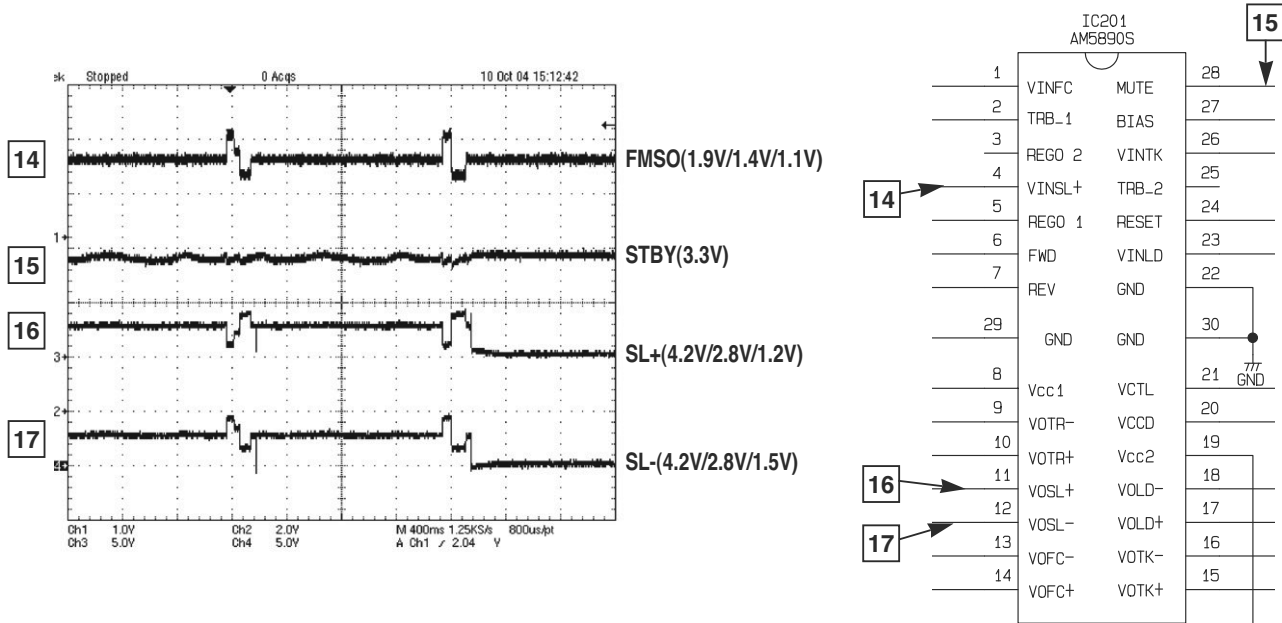 ek Stopped 0 Acqs 10 Oct 04 15:12:42
14 FMSO(1.9V/1.4V/1.1V)
1
15 STBY(3.3V)
16 SL+(4.2V/2.8V/1.2V)
3
2
17 SL-(4.2V/2.8V/1.5V)
4
Ch1 1.0V Ch2 2.0V M 400ms 1.25KS/s 800us/pt
Ch3 5.0V Ch4 5.0V A Ch1 2.04 V
IC201
AM5890S
15
1 VINFC MUTE 28
2 TRB_1 BIAS 27
3 REGO 2 VINTK 26
14 4 VINSL+ TRB_2 25
5 REGO 1 RESET 24
6 FWD VINLD 23
7 REV GND 22
29 GND GND 30
GND
8 Vcc1 VCTL 21
9 VOTR- VCCD 20
10 VOTR+ Vcc2 19
16 11 VOSL+ VOLD- 18
17 12 VOSL- VOLD+ 17
13 VOFC- VOTK- 16
14 VOFC+ VOTK+ 15